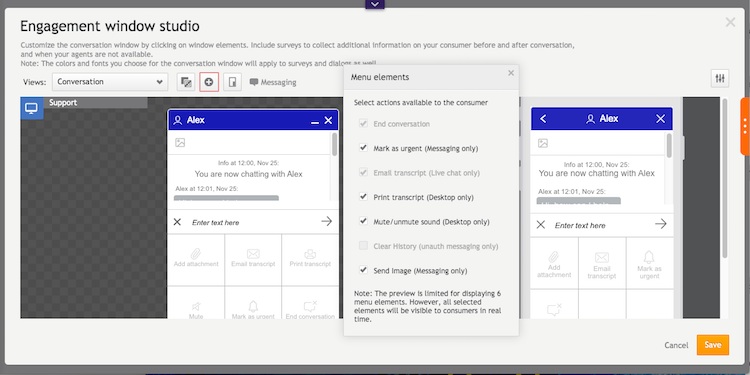 Engagement window studio
Customize the conversation window by clicking on window elements. Include surveys to collect additional information on your consumer before and after conversation,
and when your agents are not available.
Note: The colors and fonts you choose for the conversation window will apply to surveys and dialogs as well
Views:
Conversation
Messaging
Support
Alex
Info at 12:00, Nov 25:
You are now chatting with Alex
Alex at 12:01, Nov 25:
Enter text here
Add attachment
Email transcript
Print transcript
Mute
Mark as urgent
End conversation
Menu elements
Select actions available to the consumer
End conversation
Mark as urgent (Messaging only)
Email transcript (Live chat only)
Print transcript (Desktop only)
Mute/unmute sound (Desktop only)
Clear History (unauth messaging only)
Send Image (Messaging only)
Note: The preview is limited for displaying 6
menu elements. However, all selected
elements will be visible to consumers in real
time.
Alex
Info at 12:00, Nov 25:
You are now chatting with Alex
Alex at 12:01, Nov 25:
Enter text here
Add
attachment
Email
transcript
Mark as
urgent
Cancel
Save